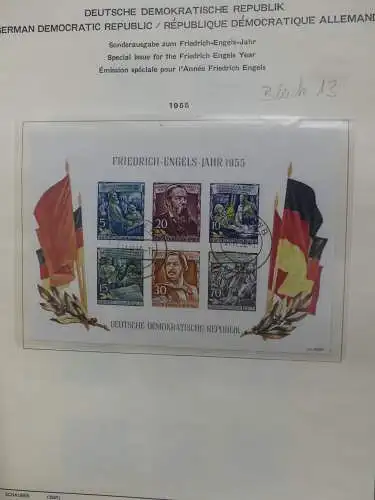 DEUTSCHE DEMOKRATISCHE REPUBLIK
GERMAN DEMOCRATIC REPUBLIC / RÉPUBLIQUE DÉMOCRATIQUE ALLEMAND
Sonderausgabe zum Friedrich-Engels-Jahr
Special Issue for the Friedrich Engels Year
Émission spéciale pour l'Année Friedrich Engels
Block 13
1955
FRIEDRICH-ENGELS-JAHR 1955
5 20 10
15 30 70
DEUTSCHE DEMOKRATISCHE REPUBLIK
SCHAUBEK